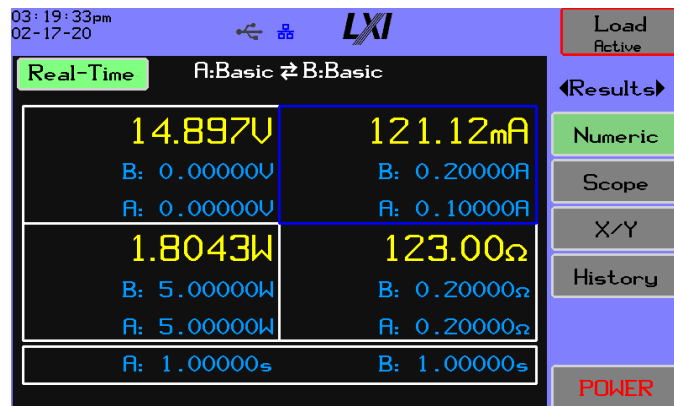 03:19:33pm
02-17-20
LXI
Load
Active
Real-Time
A:Basic ⇄ B:Basic
◀Results▶
14.897V
121.12mA
Numeric
B: 0.00000V
B: 0.20000A
Scope
A: 0.00000V
A: 0.10000A
X/Y
1.8043W
123.00Ω
History
B: 5.00000W
B: 0.20000Ω
A: 5.00000W
A: 0.20000Ω
A: 1.00000s
B: 1.00000s
POWER